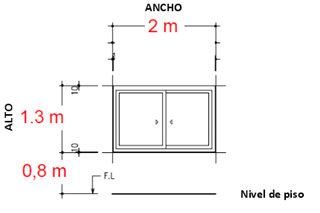 ANCHO
2 m
10
ALTO
1.3 m
10
0,8 m
F.L
Nivel de piso